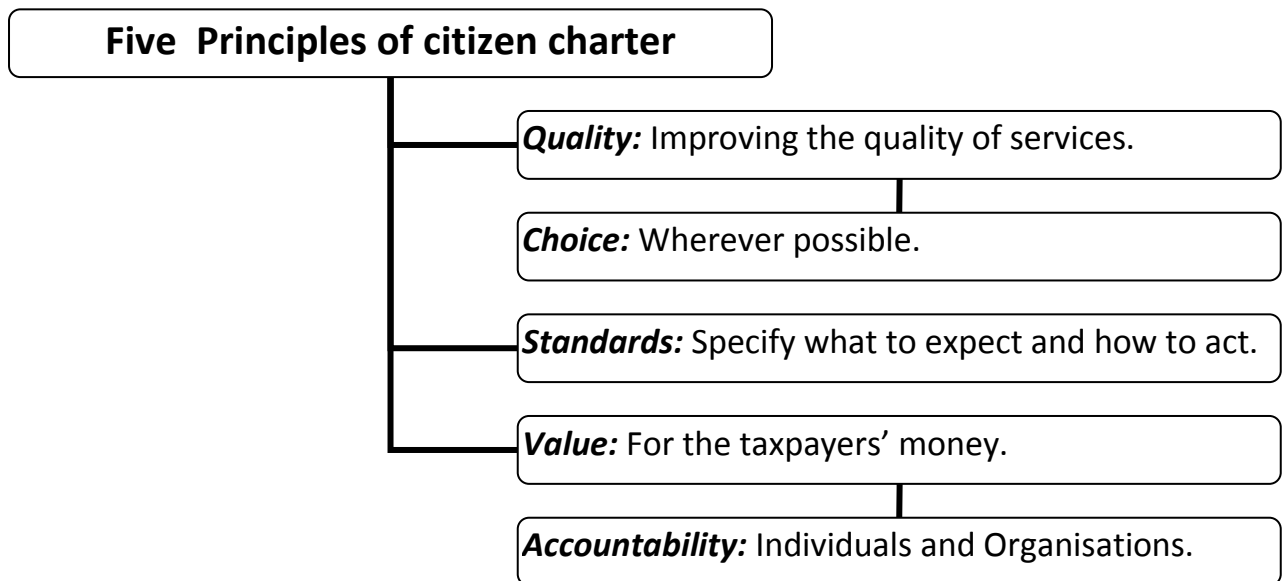 Five Principles of citizen charter
Quality: Improving the quality of services.
Choice: Wherever possible.
Standards: Specify what to expect and how to act.
Value: For the taxpayers’ money.
Accountability: Individuals and Organisations.